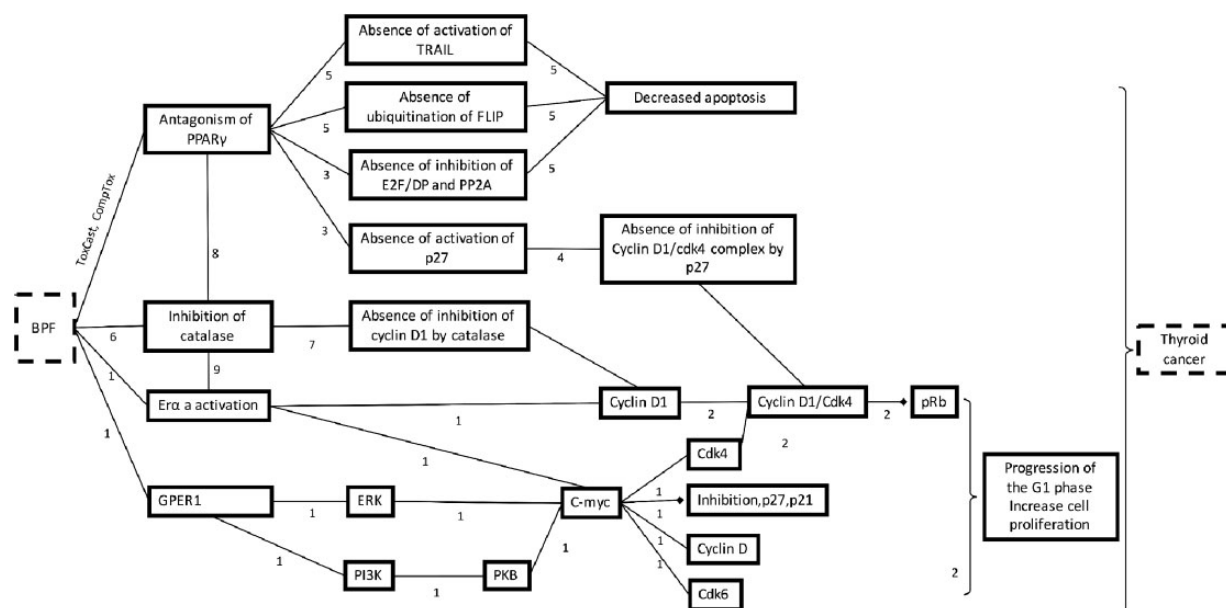 Absence of activation of
TRAIL
5
5
Absence of
ubiquitination of FLIP
5
5
Decreased apoptosis
Antagonism of
PPARγ
Absence of inhibition of
E2F/DP and PP2A
3
5
ToxCast, CompTox
3
Absence of activation of
p27
4
Absence of inhibition of
Cyclin D1/cdk4 complex by
p27
8
BPF
6
Inhibition of
catalase
7
Absence of inhibition of
cyclin D1 by catalase
Thyroid
cancer
9
1
Erα a activation
1
Cyclin D1
2
Cyclin D1/Cdk4
2
pRb
1
1
Cdk4
2
GPER1
1
ERK
1
C-myc
1
Inhibition,p27,p21
1
Progression of
the G1 phase
Increase cell
proliferation
1
PI3K
1
PKB
1
1
Cyclin D
1
Cdk6
2